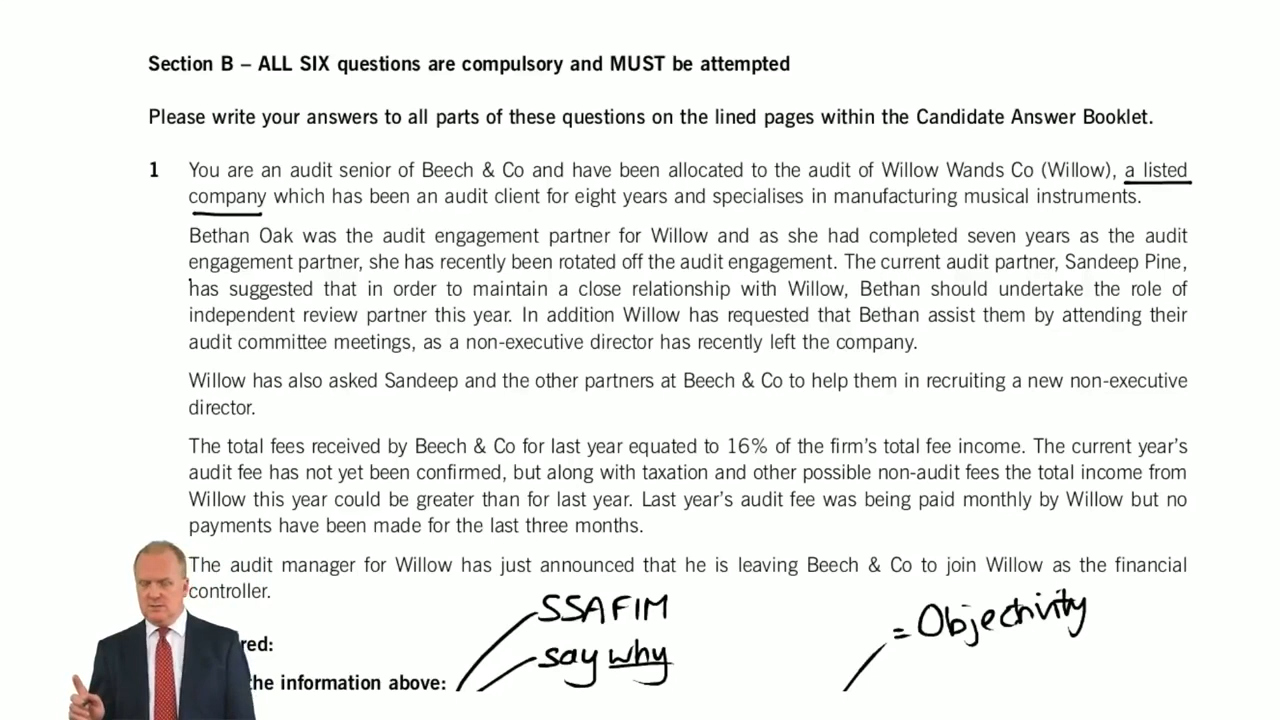 Section B – ALL SIX questions are compulsory and MUST be attempted
Please write your answers to all parts of these questions on the lined pages within the Candidate Answer Booklet.
1 You are an audit senior of Beech & Co and have been allocated to the audit of Willow Wands Co (Willow), a listed
company which has been an audit client for eight years and specialises in manufacturing musical instruments.
Bethan Oak was the audit engagement partner for Willow and as she had completed seven years as the audit
engagement partner, she has recently been rotated off the audit engagement. The current audit partner, Sandeep Pine,
has suggested that in order to maintain a close relationship with Willow, Bethan should undertake the role of
independent review partner this year. In addition Willow has requested that Bethan assist them by attending their
audit committee meetings, as a non-executive director has recently left the company.
Willow has also asked Sandeep and the other partners at Beech & Co to help them in recruiting a new non-executive
director.
The total fees received by Beech & Co for last year equated to 16% of the firm's total fee income. The current year's
audit fee has not yet been confirmed, but along with taxation and other possible non-audit fees the total income from
Willow this year could be greater than for last year. Last year's audit fee was being paid monthly by Willow but no
payments have been made for the last three months.
The audit manager for Willow has just announced that he is leaving Beech & Co to join Willow as the financial
controller.
SSAFIM
= Objectivity
red:
say why
he information above: